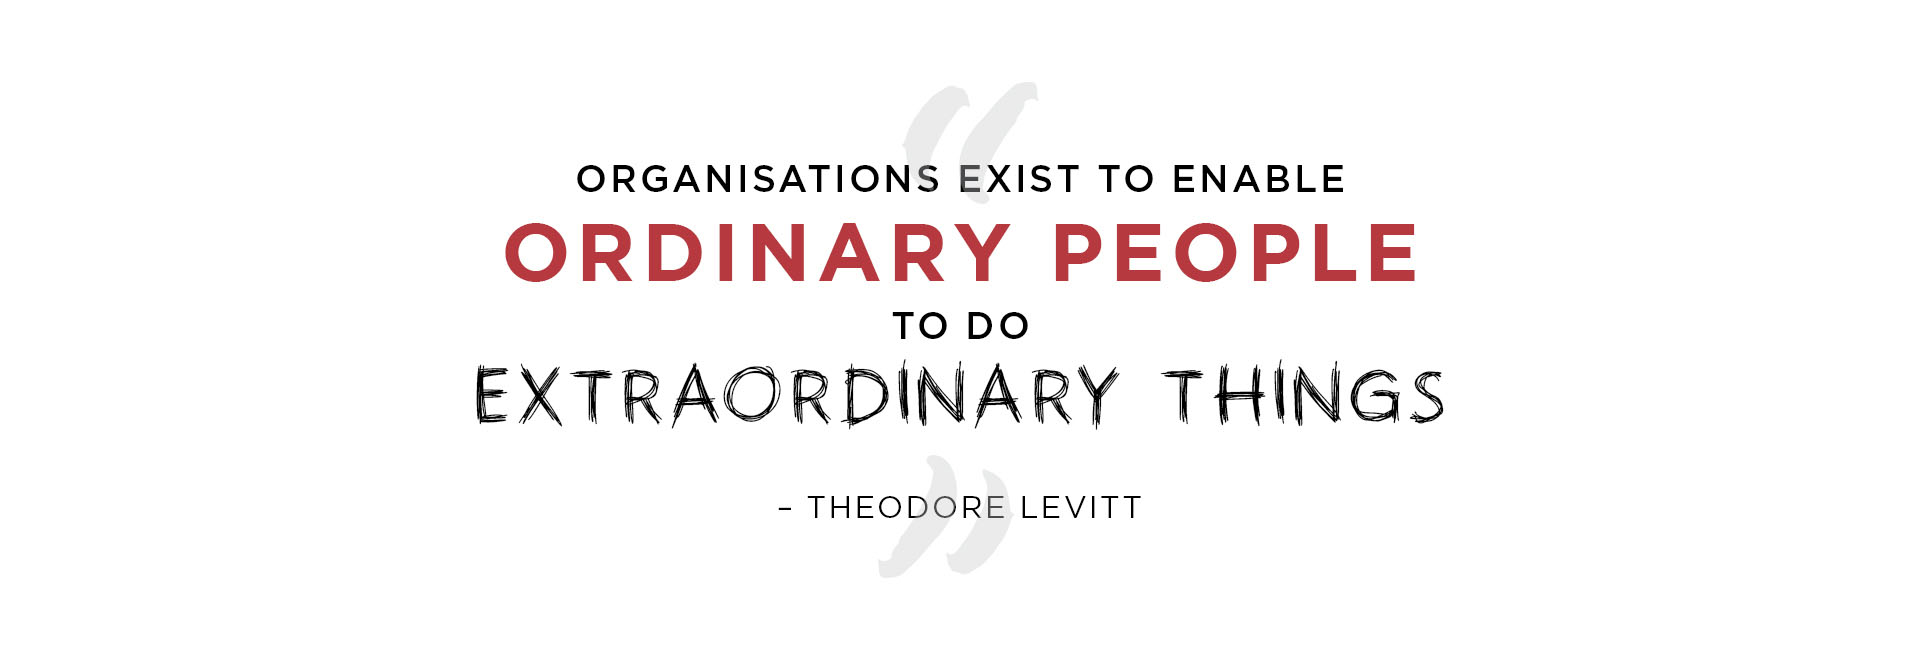 ORGANISATIONS EXIST TO ENABLE
ORDINARY PEOPLE
TO DO
EXTRAORDINARY THINGS
– THEODORE LEVITT